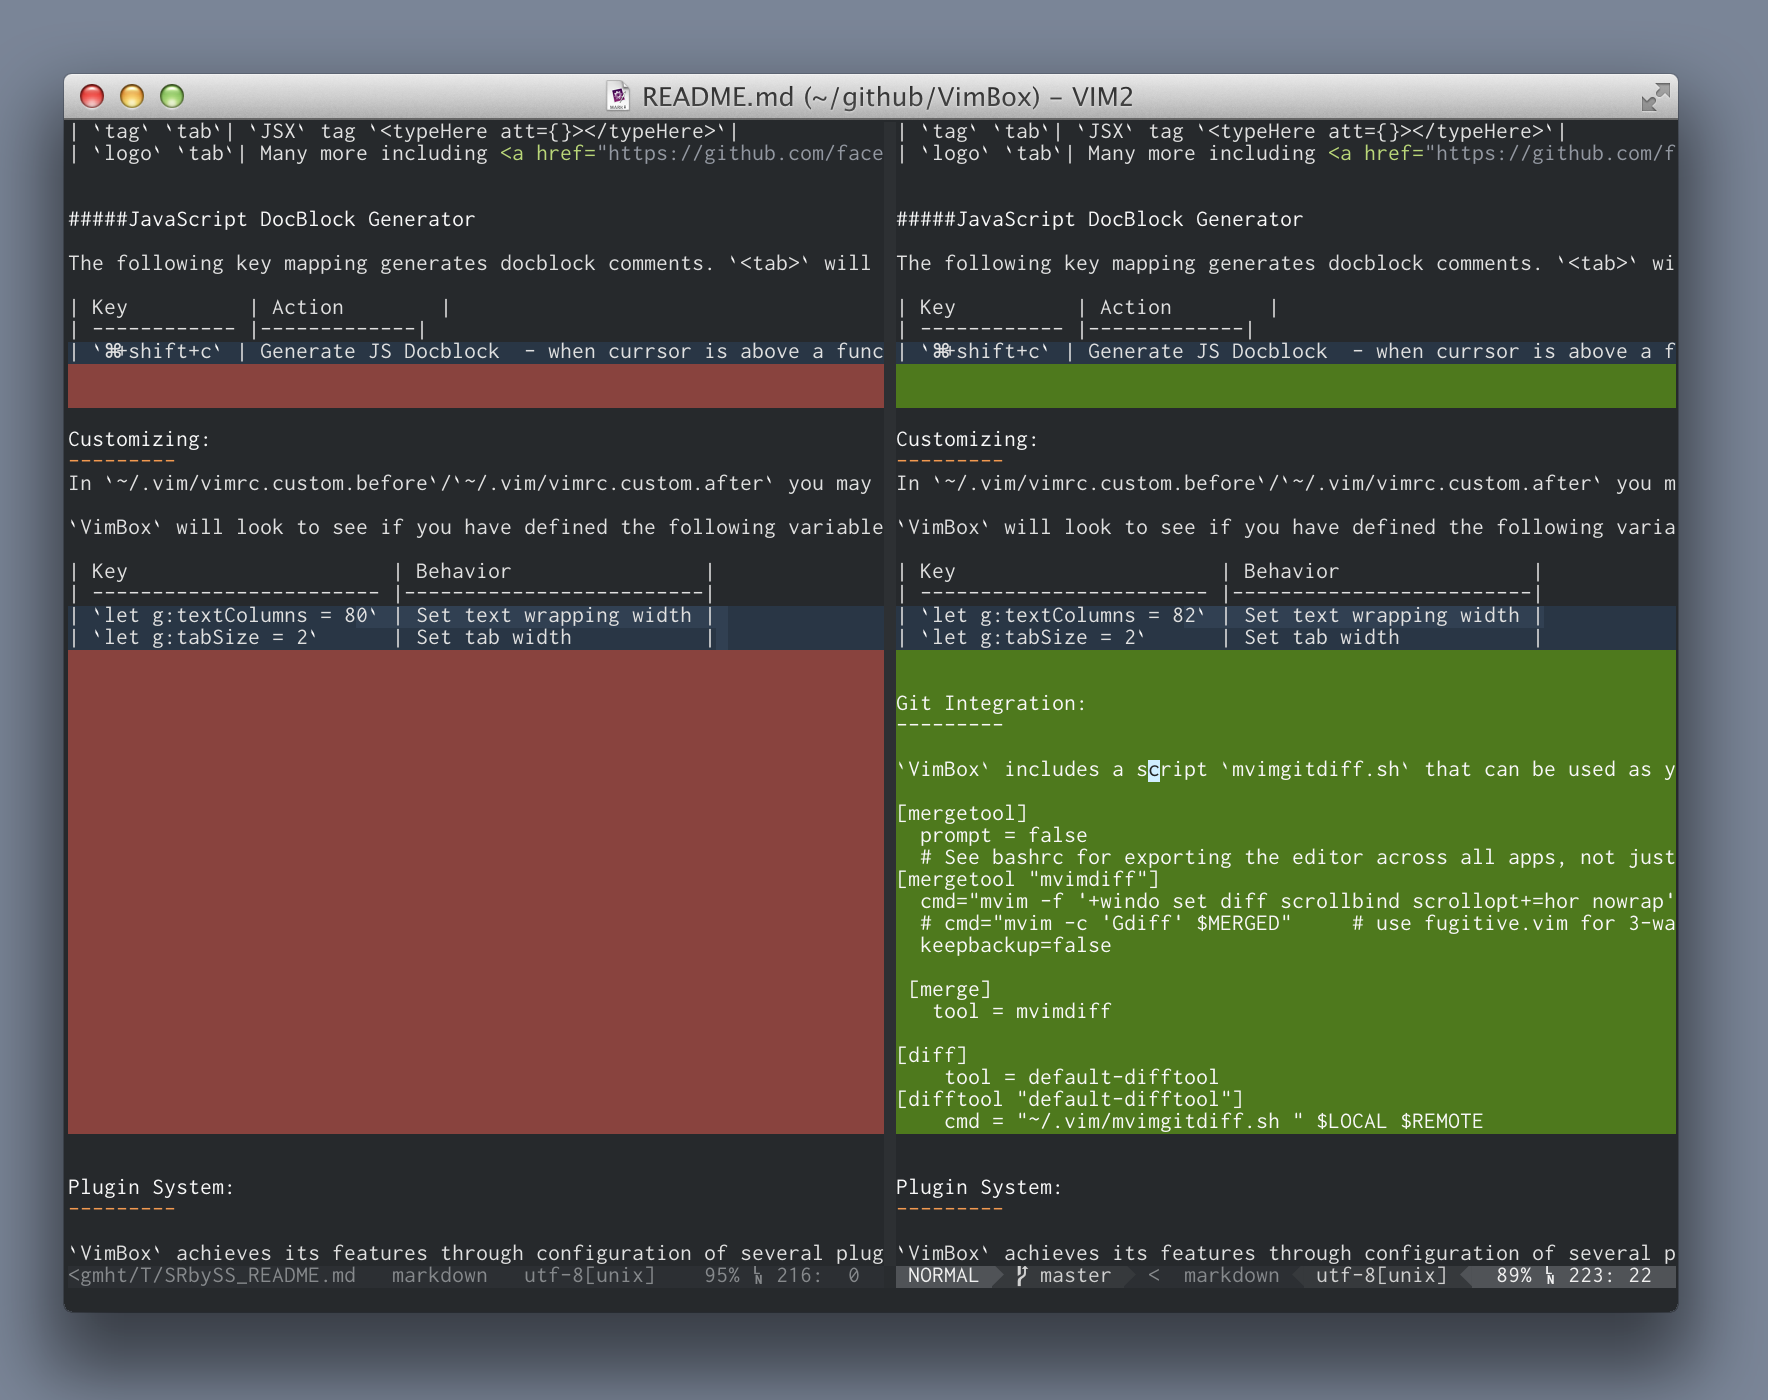 README.md (~/github/VimBox) – VIM2
| `tag` `tab`| `JSX` tag `<typeHere att={}></typeHere>`|
| `logo` `tab`| Many more including <a href="https://github.com/face
#####JavaScript DocBlock Generator
The following key mapping generates docblock comments. `<tab>` will
| Key          | Action        |
| ------------ |-------------|
| `⌘+shift+c` | Generate JS Docblock  - when currsor is above a func
Customizing:
---------
In `~/.vim/vimrc.custom.before`/`~/.vim/vimrc.custom.after` you may
`VimBox` will look to see if you have defined the following variable
| Key                      | Behavior                |
| ------------------------ |-------------------------|
| `let g:textColumns = 80` | Set text wrapping width |
| `let g:tabSize = 2`      | Set tab width           |
Plugin System:
---------
`VimBox` achieves its features through configuration of several plug
<gmht/T/SRbySS_README.md   markdown   utf-8[unix]    95% LN 216:  0
| `tag` `tab`| `JSX` tag `<typeHere att={}></typeHere>`|
| `logo` `tab`| Many more including <a href="https://github.com/f
#####JavaScript DocBlock Generator
The following key mapping generates docblock comments. `<tab>` wi
| Key          | Action        |
| ------------ |-------------|
| `⌘+shift+c` | Generate JS Docblock  - when currsor is above a f
Customizing:
---------
In `~/.vim/vimrc.custom.before`/`~/.vim/vimrc.custom.after` you m
`VimBox` will look to see if you have defined the following varia
| Key                      | Behavior                |
| ------------------------ |-------------------------|
| `let g:textColumns = 82` | Set text wrapping width |
| `let g:tabSize = 2`      | Set tab width           |
Git Integration:
---------
`VimBox` includes a script `mvimgitdiff.sh` that can be used as y
[mergetool]
  prompt = false
  # See bashrc for exporting the editor across all apps, not just
[mergetool "mvimdiff"]
  cmd="mvim -f '+windo set diff scrollbind scrollopt+=hor nowrap'
  # cmd="mvim -c 'Gdiff' $MERGED"     # use fugitive.vim for 3-wa
  keepbackup=false
 [merge]
   tool = mvimdiff
[diff]
    tool = default-difftool
[difftool "default-difftool"]
    cmd = "~/.vim/mvimgitdiff.sh " $LOCAL $REMOTE
Plugin System:
---------
`VimBox` achieves its features through configuration of several p
NORMAL  master  <  markdown  utf-8[unix]  89% LN 223: 22